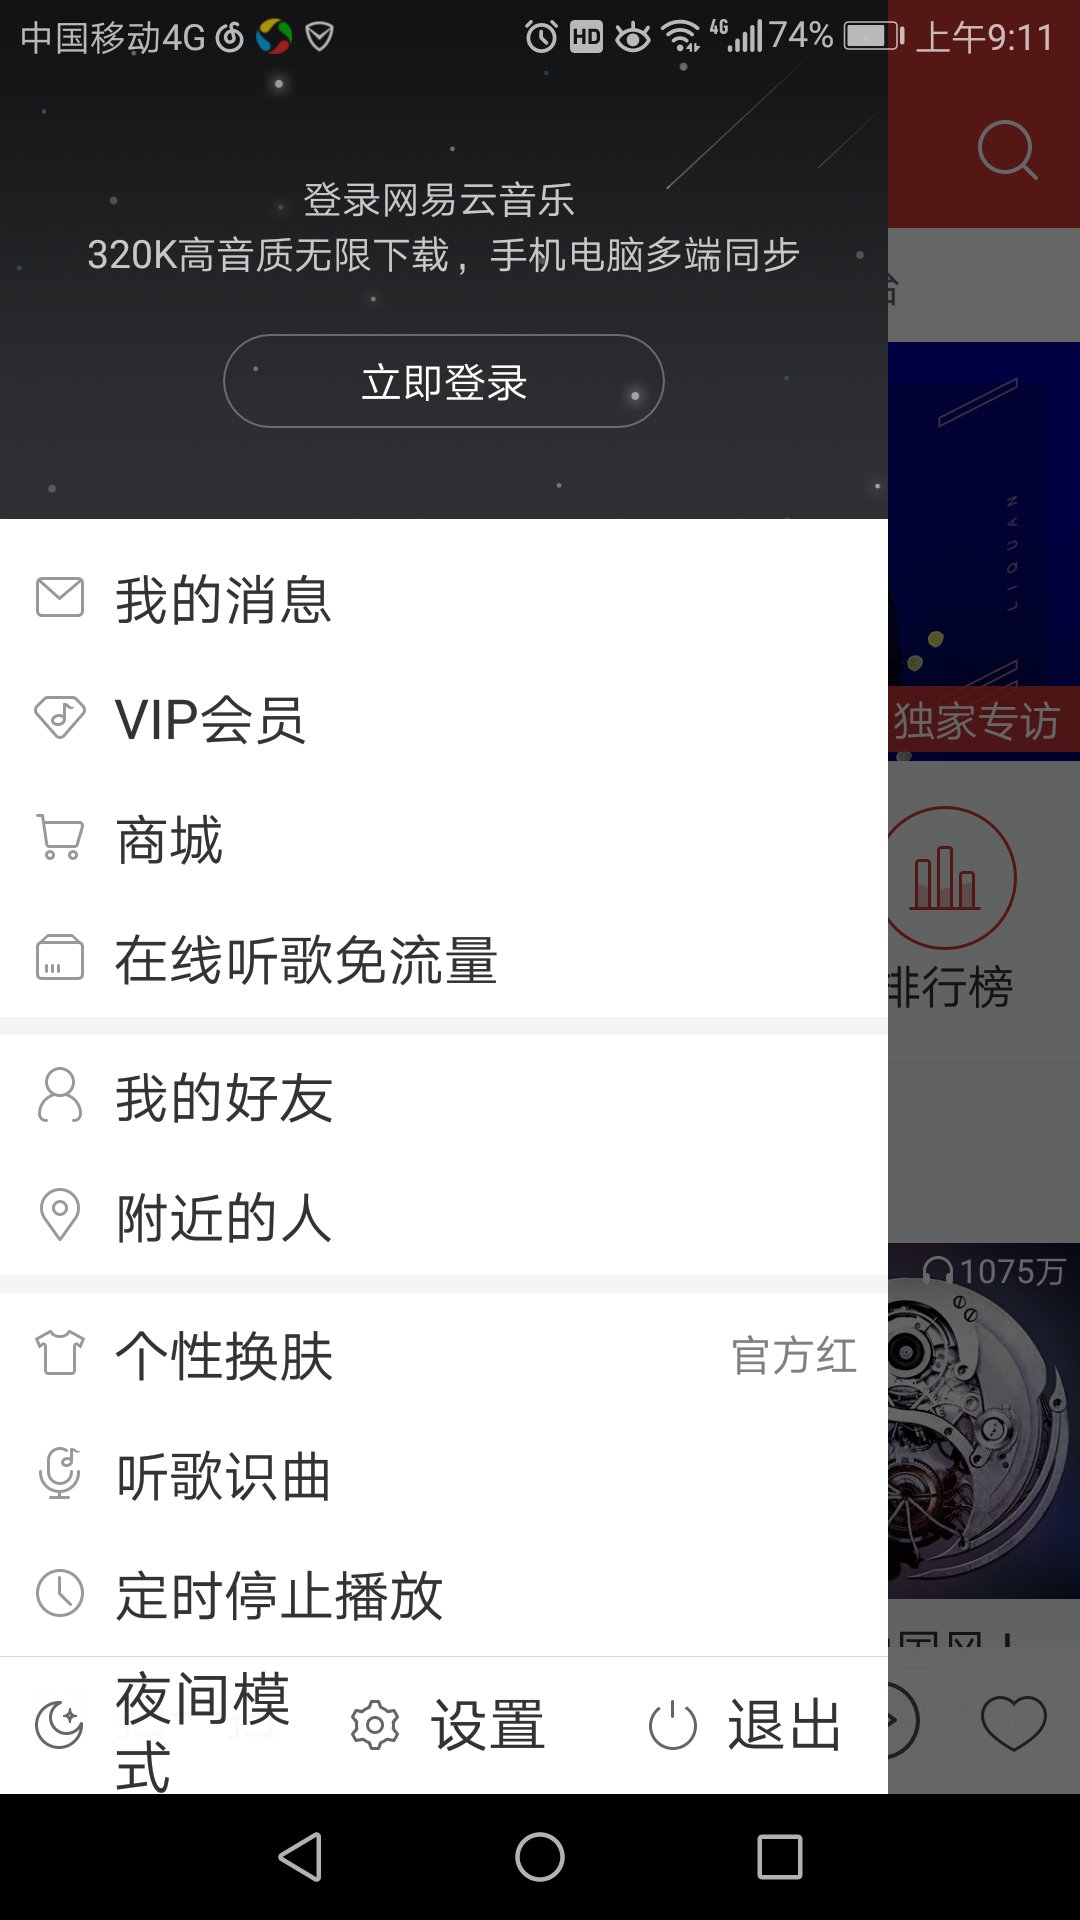 中国移动4G HD 4G 74% 上午9:11
登录网易云音乐
320K高音质无限下载，手机电脑多端同步
立即登录
LIQUAN
独家专访
我的消息
VIP会员
商城
在线听歌免流量
排行榜
我的好友
附近的人
1075万
个性换肤 官方红
听歌识曲
定时停止播放
国风！
夜间模式
设置
退出